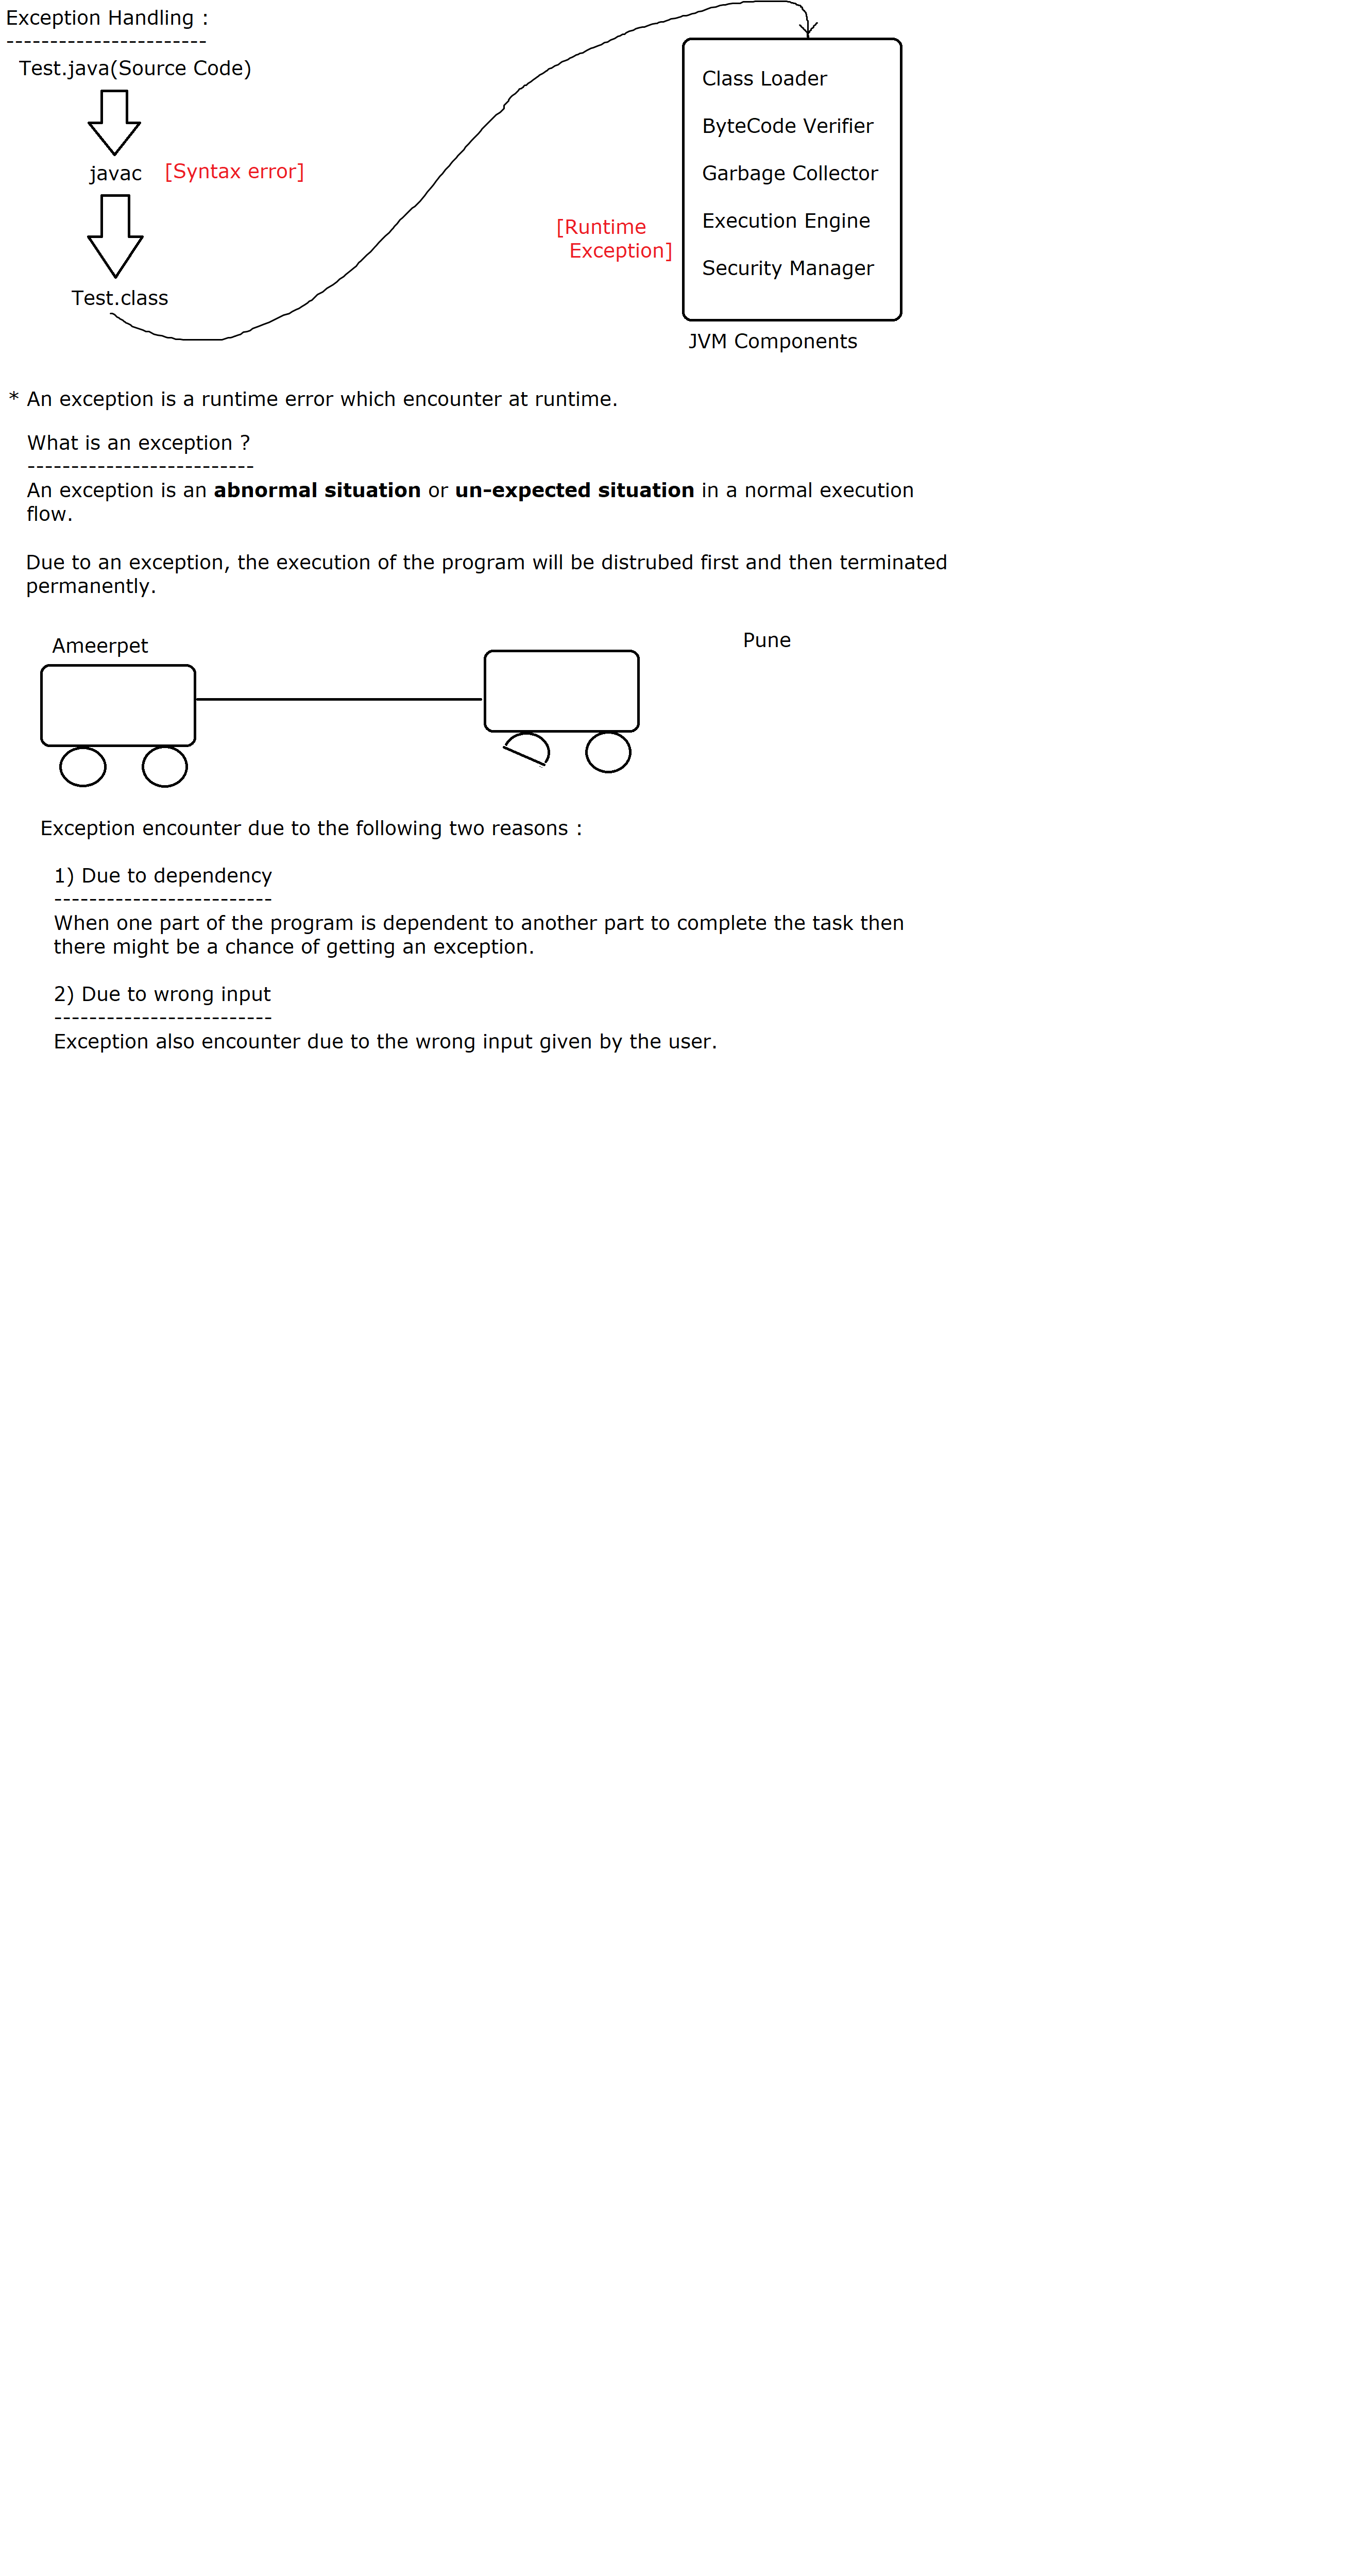 Exception Handling :
-----------------------
Test.java(Source Code)
javac [Syntax error]
Test.class
[Runtime
Exception]
Class Loader
ByteCode Verifier
Garbage Collector
Execution Engine
Security Manager
JVM Components
* An exception is a runtime error which encounter at runtime.
What is an exception ?
--------------------------
An exception is an abnormal situation or un-expected situation in a normal execution
flow.
Due to an exception, the execution of the program will be distrubed first and then terminated
permanently.
Ameerpet
Pune
Exception encounter due to the following two reasons :
1) Due to dependency
-------------------------
When one part of the program is dependent to another part to complete the task then
there might be a chance of getting an exception.
2) Due to wrong input
-------------------------
Exception also encounter due to the wrong input given by the user.